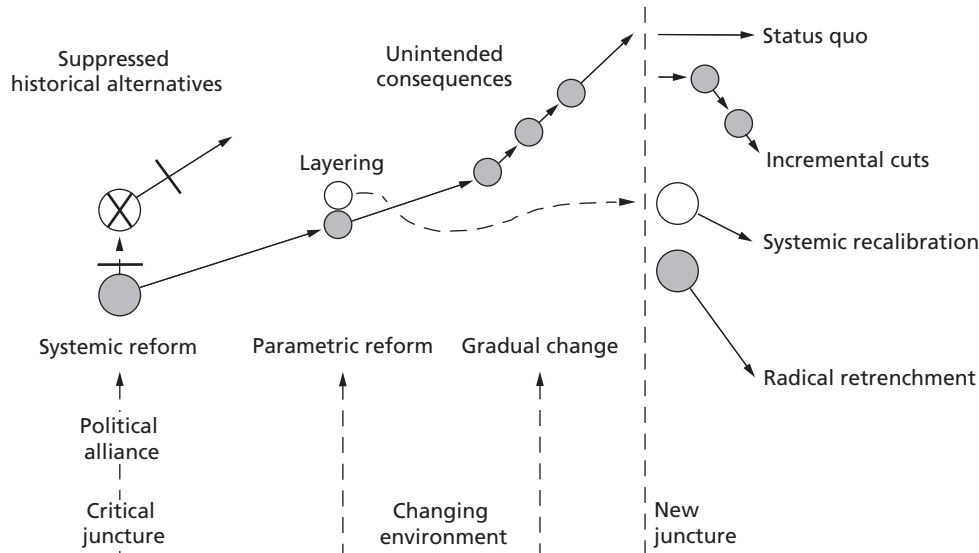 Suppressed
historical alternatives
Unintended
consequences
Status quo
Layering
Incremental cuts
Systemic recalibration
Systemic reform
Parametric reform
Gradual change
Radical retrenchment
Political
alliance
Critical
juncture
Changing
environment
New
juncture